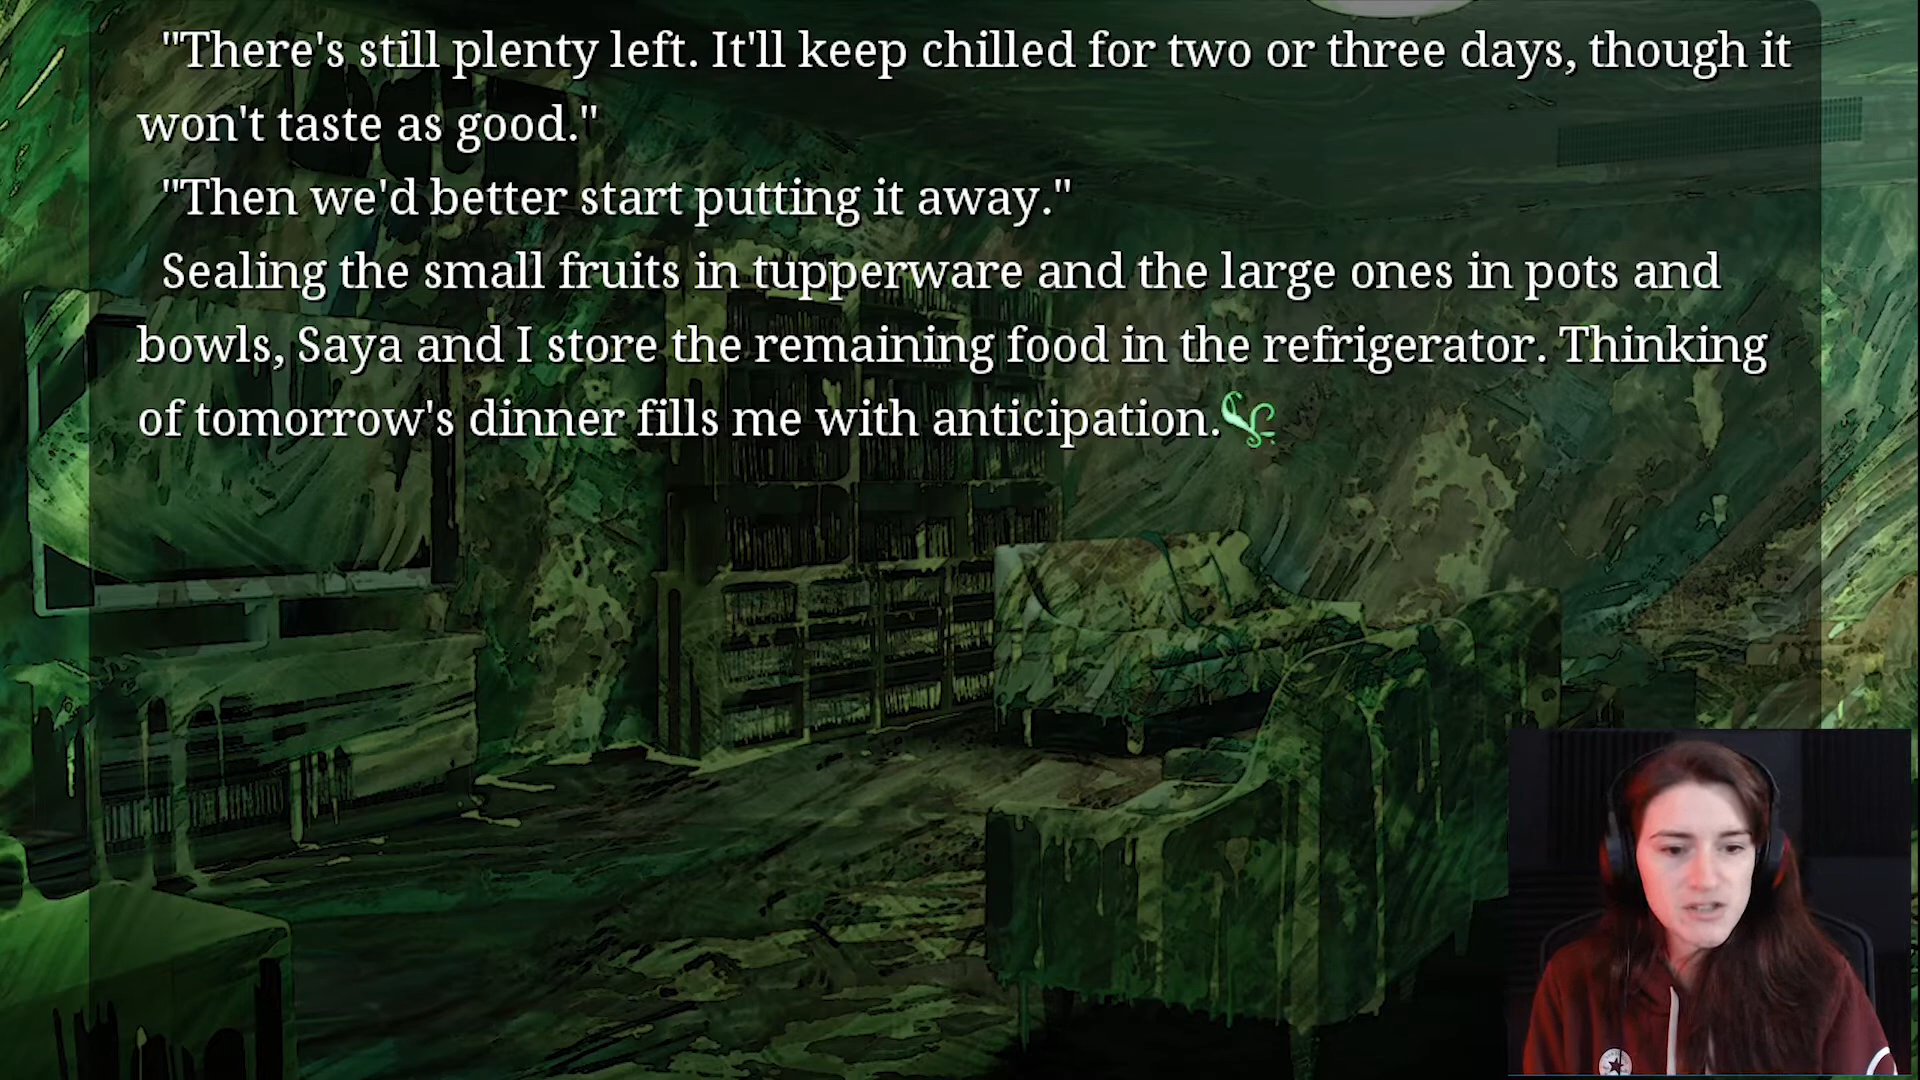 "There's still plenty left. It'll keep chilled for two or three days, though it
won't taste as good."
"Then we'd better start putting it away."
Sealing the small fruits in tupperware and the large ones in pots and
bowls, Saya and I store the remaining food in the refrigerator. Thinking
of tomorrow's dinner fills me with anticipation.